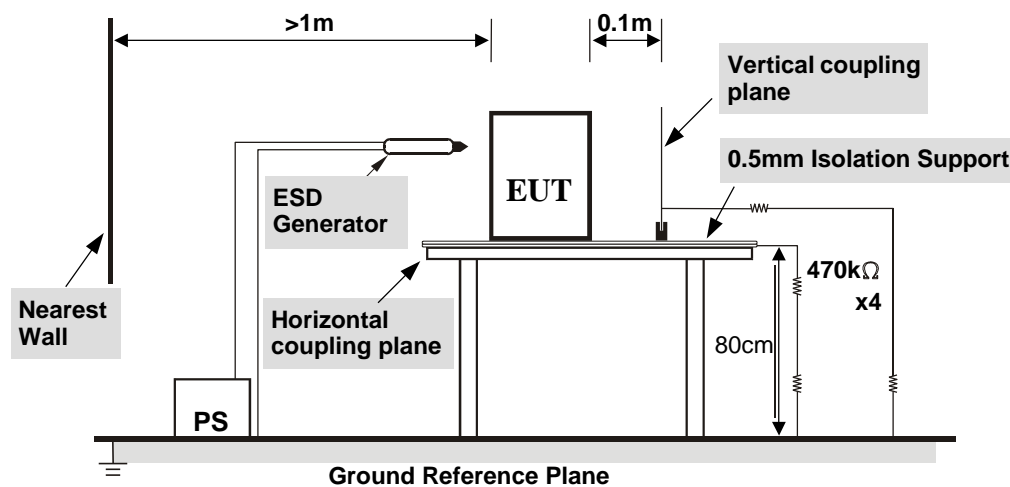 >1m
0.1m
Vertical coupling
plane
0.5mm Isolation Support
ESD
Generator
EUT
470kΩ
x4
Nearest
Wall
Horizontal
coupling plane
80cm
PS
Ground Reference Plane